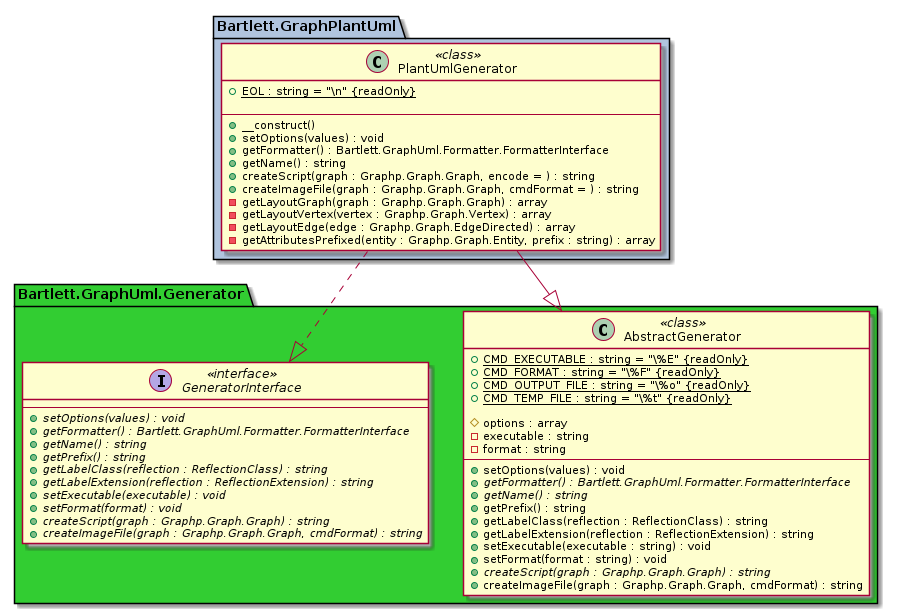 Bartlett.GraphPlantUml
C
«class»
PlantUmlGenerator
EOL : string = "\n" {readOnly}
__construct()
setOptions(values) : void
getFormatter() : Bartlett.GraphUml.Formatter.FormatterInterface
getName() : string
createScript(graph : Graphp.Graph.Graph, encode = ) : string
createImageFile(graph : Graphp.Graph.Graph, cmdFormat = ) : string
getLayoutGraph(graph : Graphp.Graph.Graph) : array
getLayoutVertex(vertex : Graphp.Graph.Vertex) : array
getLayoutEdge(edge : Graphp.Graph.EdgeDirected) : array
getAttributesPrefixed(entity : Graphp.Graph.Entity, prefix : string) : array
Bartlett.GraphUml.Generator
I
«interface»
GeneratorInterface
setOptions(values) : void
getFormatter() : Bartlett.GraphUml.Formatter.FormatterInterface
getName() : string
getPrefix() : string
getLabelClass(reflection : ReflectionClass) : string
getLabelExtension(reflection : ReflectionExtension) : string
setExecutable(executable) : void
setFormat(format) : void
createScript(graph : Graphp.Graph.Graph) : string
createImageFile(graph : Graphp.Graph.Graph, cmdFormat) : string
C
«class»
AbstractGenerator
CMD_EXECUTABLE : string = "\%E" {readOnly}
CMD_FORMAT : string = "\%F" {readOnly}
CMD_OUTPUT_FILE : string = "\%o" {readOnly}
CMD_TEMP_FILE : string = "\%t" {readOnly}
options : array
executable : string
format : string
setOptions(values) : void
getFormatter() : Bartlett.GraphUml.Formatter.FormatterInterface
getName() : string
getPrefix() : string
getLabelClass(reflection : ReflectionClass) : string
getLabelExtension(reflection : ReflectionExtension) : string
setExecutable(executable : string) : void
setFormat(format : string) : void
createScript(graph : Graphp.Graph.Graph) : string
createImageFile(graph : Graphp.Graph.Graph, cmdFormat) : string